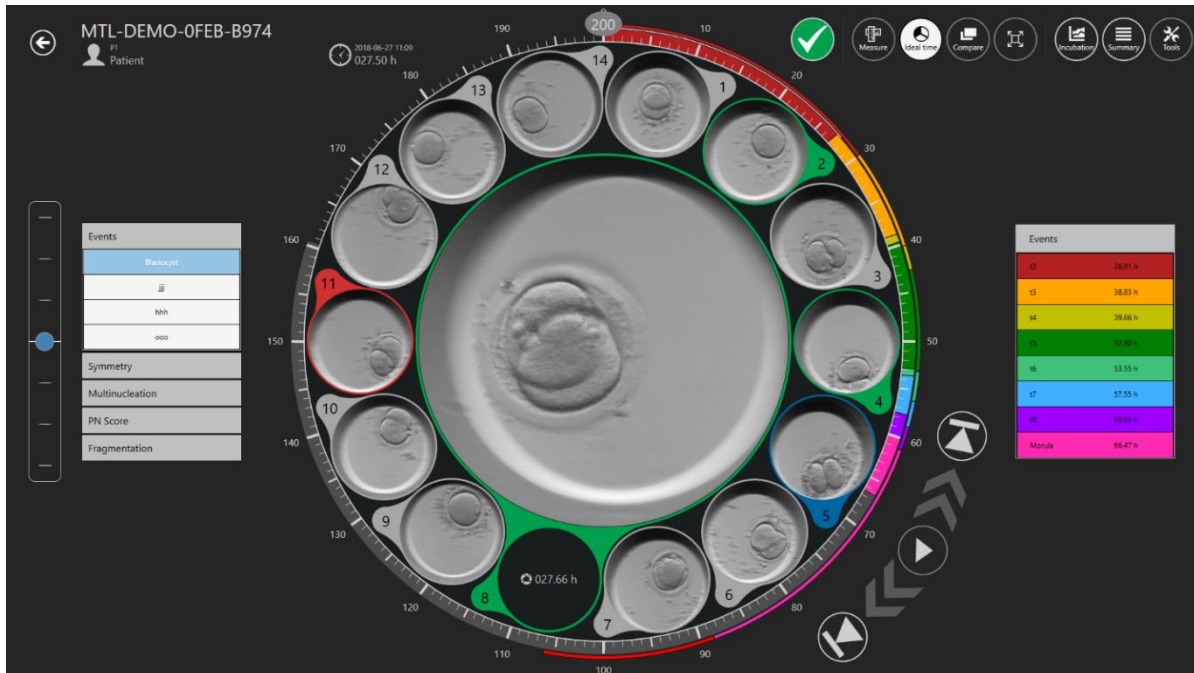 MTL-DEMO-0FEB-B974
P1
Patient
2018-06-27 11:09
027.50 h
Measure
Ideal time
Compare
Incubation
Summary
Tools
200
10
20
30
40
50
60
70
80
90
100
110
120
130
140
150
160
170
180
190
1
2
3
4
5
6
7
8
9
10
11
12
13
14
027.66 h
Events
Blastocyst
jjj
hhh
ooo
Symmetry
Multinucleation
PN Score
Fragmentation
Events
t2 26.91 h
t3 38.83 h
t4 39.66 h
t5 52.80 h
t6 53.55 h
t7 57.55 h
Morula 66.47 h